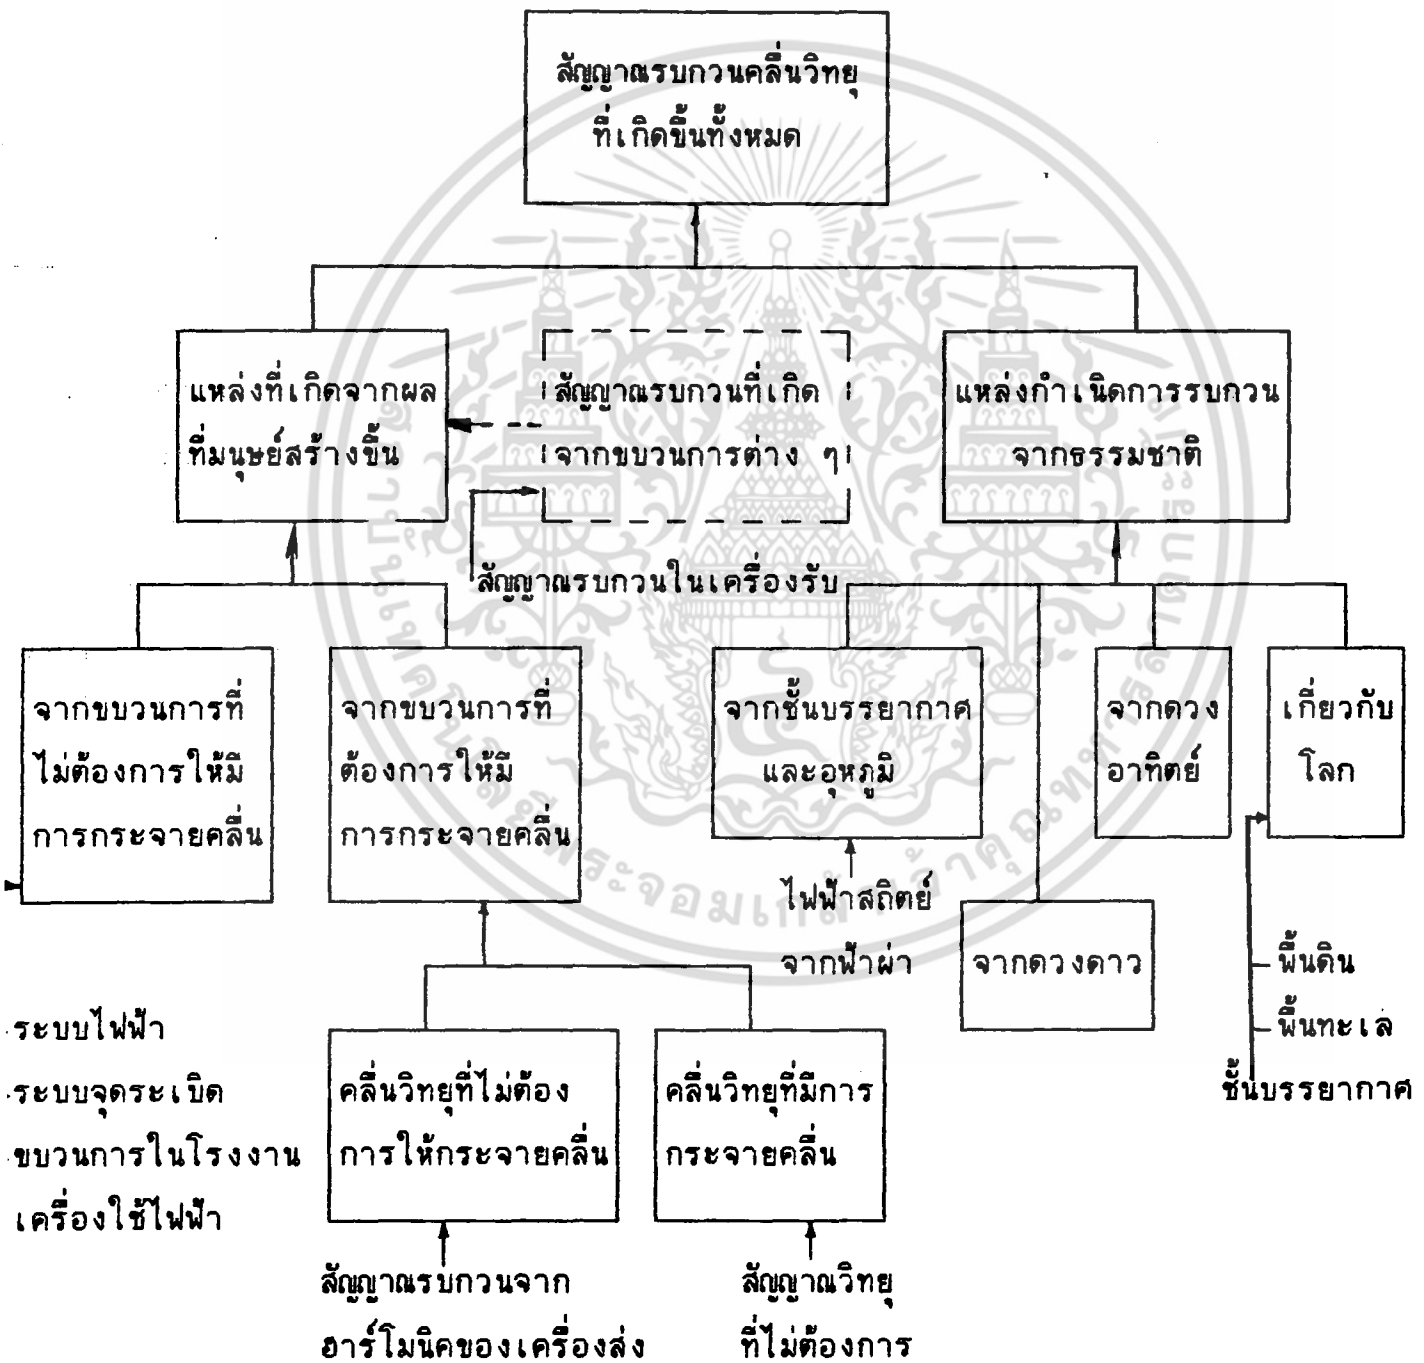 สัญญาณรบกวนคลื่นวิทยุ
ที่เกิดขึ้นทั้งหมด
แหล่งที่เกิดจากผล
ที่มนุษย์สร้างขึ้น
สัญญาณรบกวนที่เกิด
จากขบวนการต่าง ๆ
แหล่งกำเนิดการรบกวน
จากธรรมชาติ
สัญญาณรบกวนในเครื่องรับ
จากขบวนการที่
ไม่ต้องการให้มี
การกระจายคลื่น
จากขบวนการที่
ต้องการให้มี
การกระจายคลื่น
จากชั้นบรรยากาศ
และอุหภูมิ
จากดวง
อาทิตย์
เกี่ยวกับ
โลก
ไฟฟ้าสถิตย์
จากฟ้าผ่า
จากดวงดาว
พื้นดิน
พื้นทะเล
ชั้นบรรยากาศ
ระบบไฟฟ้า
ระบบจุดระเบิด
ขบวนการในโรงงาน
เครื่องใช้ไฟฟ้า
คลื่นวิทยุที่ไม่ต้อง
การให้กระจายคลื่น
คลื่นวิทยุที่มีการ
กระจายคลื่น
สัญญาณรบกวนจาก
ฮาร์โมนิคของเครื่องส่ง
สัญญาณวิทยุ
ที่ไม่ต้องการ